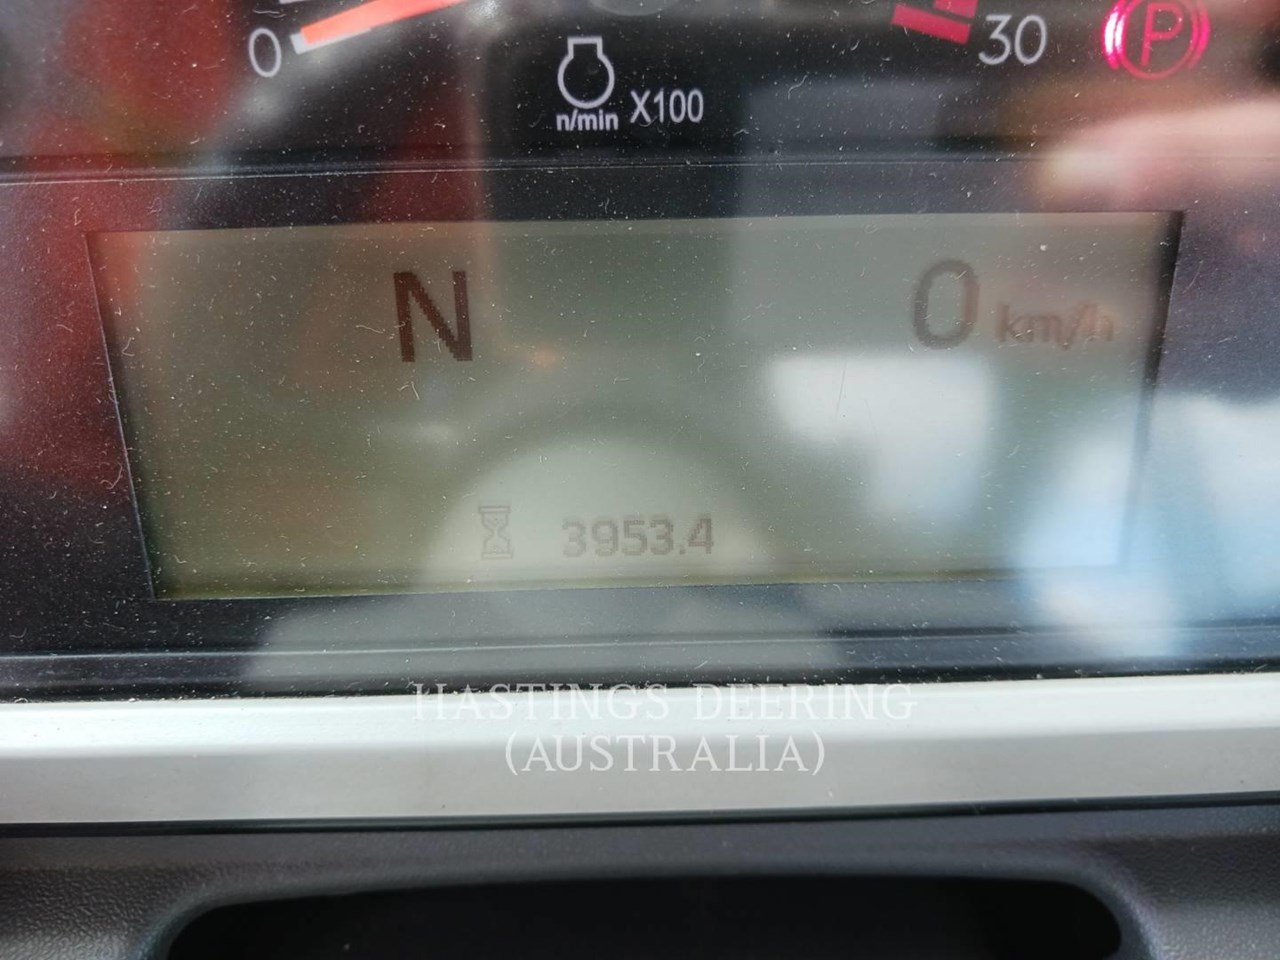 0
30
P
n/min X100
N
0 km/h
3953.4
HASTINGS DEERING
(AUSTRALIA)